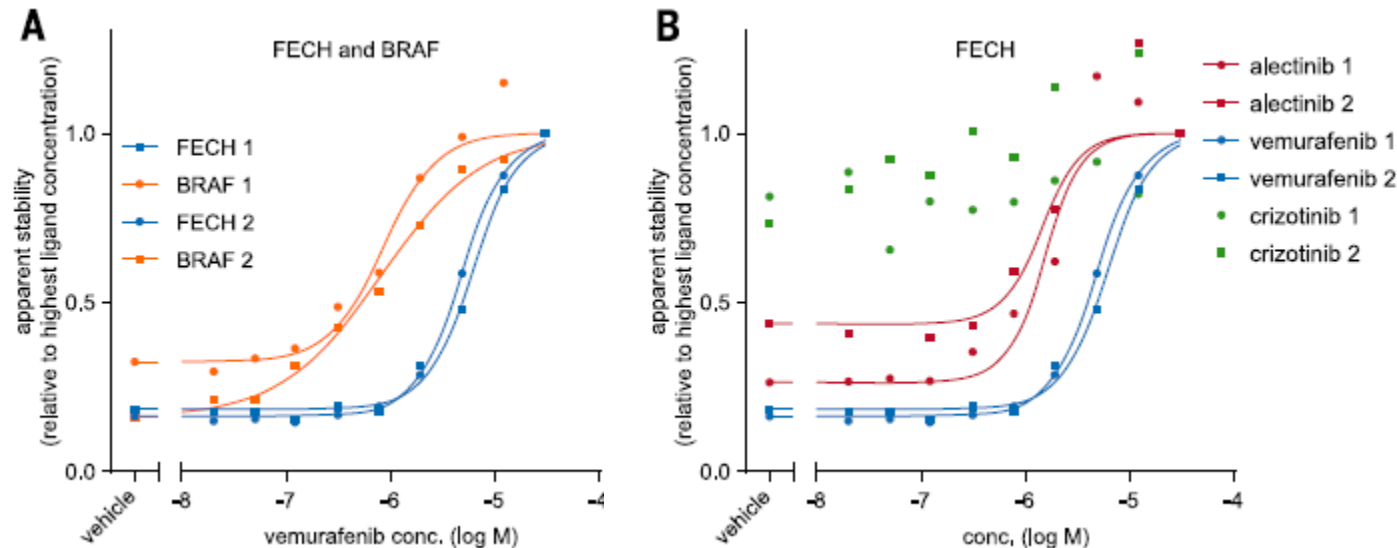 A
FECH and BRAF
apparent stability
(relative to highest ligand concentration)
1.0
0.5
0.0
FECH 1
BRAF 1
FECH 2
BRAF 2
vehicle
-8
-7
-6
-5
-4
vemurafenib conc. (log M)
B
FECH
apparent stability
(relative to highest ligand concentration)
1.0
0.5
0.0
vehicle
-8
-7
-6
-5
-4
conc. (log M)
alectinib 1
alectinib 2
vemurafenib 1
vemurafenib 2
crizotinib 1
crizotinib 2